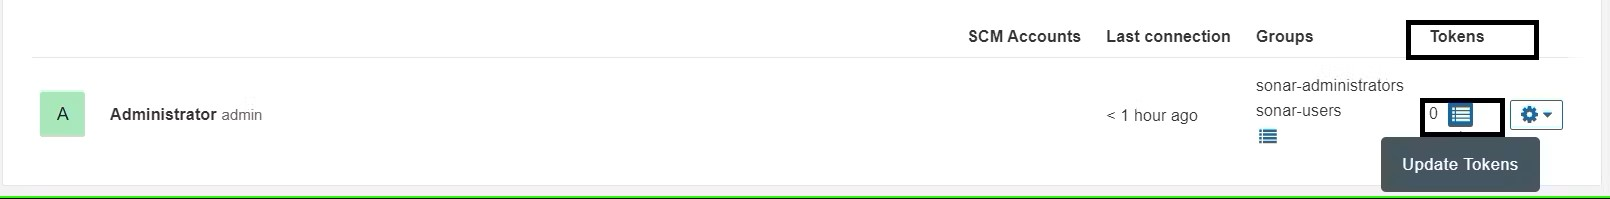 SCM Accounts Last connection Groups Tokens
A Administrator admin < 1 hour ago sonar-administrators
sonar-users
0
Update Tokens